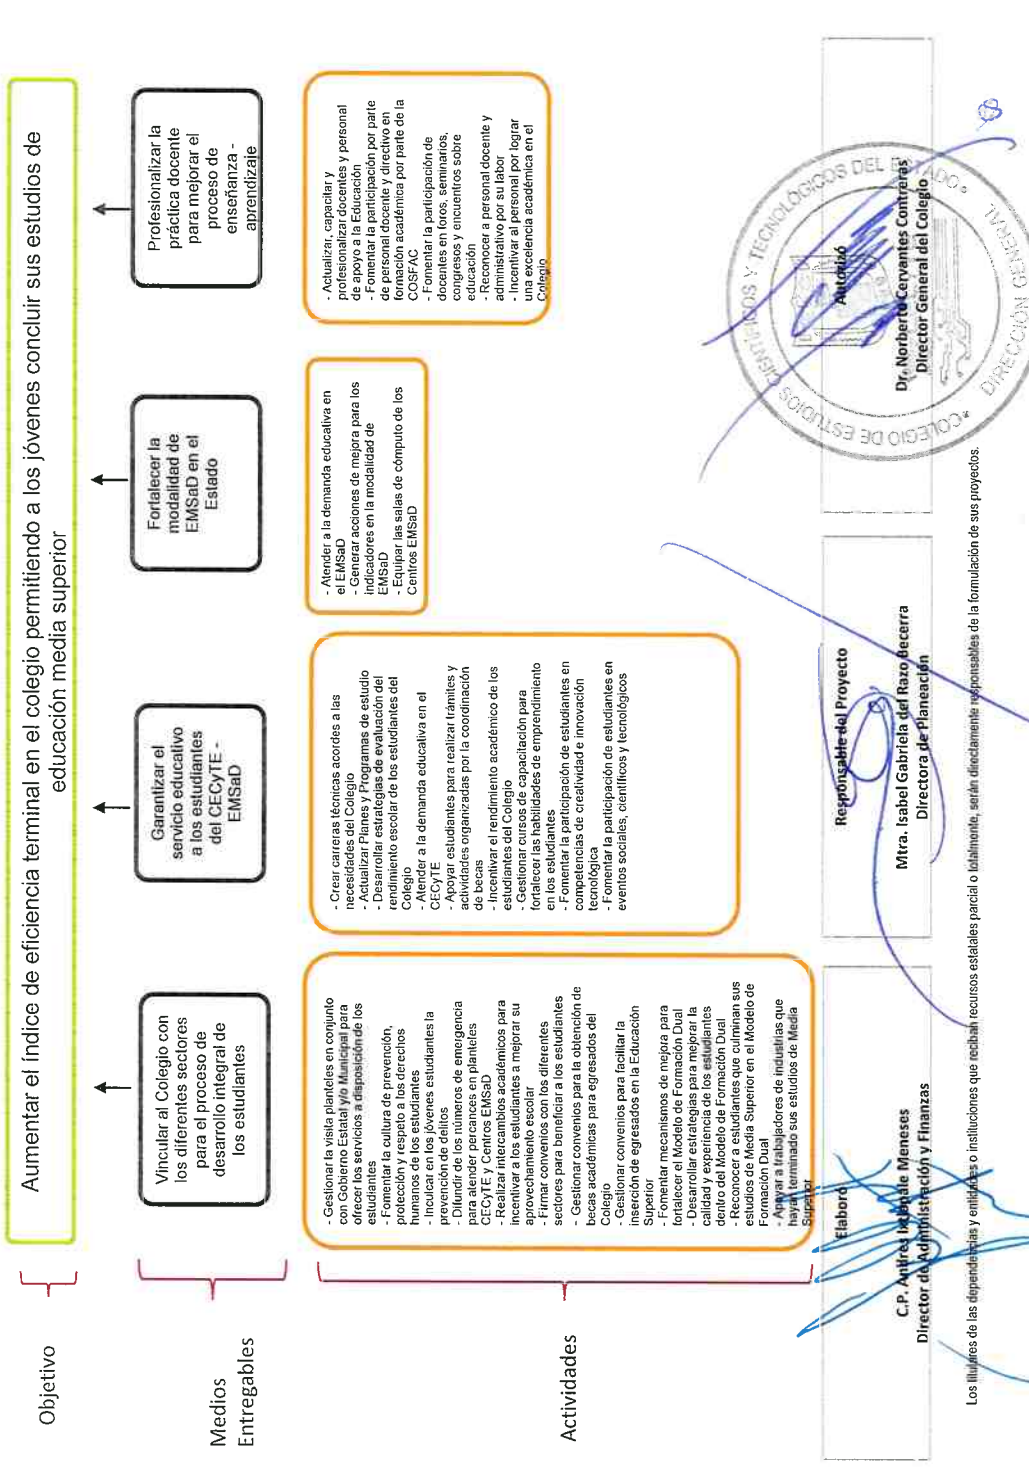 Objetivo
Aumentar el índice de eficiencia terminal en el colegio permitiendo a los jóvenes concluir sus estudios de
educación media superior
Medios
Entregables
Vincular al Colegio con
los diferentes sectores
para el proceso de
desarrollo integral de
los estudiantes
Garantizar el
servicio educativo
a los estudiantes
del CECyTE -
EMSaD
Fortalecer la
modalidad de
EMSaD en el
Estado
Profesionalizar la
práctica docente
para mejorar el
proceso de
enseñanza -
aprendizaje
Actividades
- Gestionar la visita planteles en conjunto
con Gobierno Estatal y/o Municipal para
ofrecer los servicios a disposición de los
estudiantes
- Fomentar la cultura de prevención,
protección y respeto a los derechos
humanos de los estudiantes
- Inculcar en los jóvenes estudiantes la
prevención de delitos
- Difundir de los números de emergencia
para atender percances en planteles
CECyTE y Centros EMSaD
- Realizar intercambios académicos para
incentivar a los estudiantes a mejorar su
aprovechamiento escolar
- Firmar convenios con los diferentes
sectores para beneficiar a los estudiantes
- Gestionar convenios para la obtención de
becas académicas para egresados del
Colegio
- Gestionar convenios para facilitar la
inserción de egresados en la Educación
Superior
- Fomentar mecanismos de mejora para
fortalecer el Modelo de Formación Dual
- Desarrollar estrategias para mejorar la
calidad y experiencia de los estudiantes
dentro del Modelo de Formación Dual
- Reconocer a estudiantes que culminan sus
estudios de Media Superior en el Modelo de
Formación Dual
- Apoyar a trabajadores de industrias que
hayan terminado sus estudios de Media
Superior
- Crear carreras técnicas acordes a las
necesidades del Colegio
- Actualizar Planes y Programas de estudio
- Desarrollar estrategias de evaluación del
rendimiento escolar de los estudiantes del
Colegio
- Atender a la demanda educativa en el
CECyTE
- Apoyar estudiantes para realizar trámites y
actividades organizadas por la coordinación
de becas
- Incentivar el rendimiento académico de los
estudiantes del Colegio
- Gestionar cursos de capacitación para
fortalecer las habilidades de emprendimiento
en los estudiantes
- Fomentar la participación de estudiantes en
competencias de creatividad e innovación
tecnológica
- Fomentar la participación de estudiantes en
eventos sociales, científicos y tecnológicos
- Atender a la demanda educativa en
el EMSaD
- Generar acciones de mejora para los
indicadores en la modalidad de
EMSaD
- Equipar las salas de cómputo de los
Centros EMSaD
- Actualizar, capacitar y
profesionalizar docentes y personal
de apoyo a la Educación
- Fomentar la participación por parte
de personal docente y directivo en
formación académica por parte de la
COSFAC
- Fomentar la participación de
docentes en foros, seminarios,
congresos y encuentros sobre
educación
- Reconocer a personal docente y
administrativo por su labor
- Incentivar al personal por lograr
una excelencia académica en el
Colegio
Elaboró
C.P. Andres Ixtlapale Meneses
Director de Administración y Finanzas
Responsable del Proyecto
Mtra. Isabel Gabriela del Razo Becerra
Directora de Planeación
Autorizó
Dr. Norberto Cervantes Contreras
Director General del Colegio
COLEGIO DE ESTUDIOS CIENTÍFICOS Y TECNOLÓGICOS DEL ESTADO
DIRECCIÓN GENERAL
Los titulares de las dependencias y entidades o instituciones que reciban recursos estatales parcial o totalmente, serán directamente responsables de la formulación de sus proyectos.